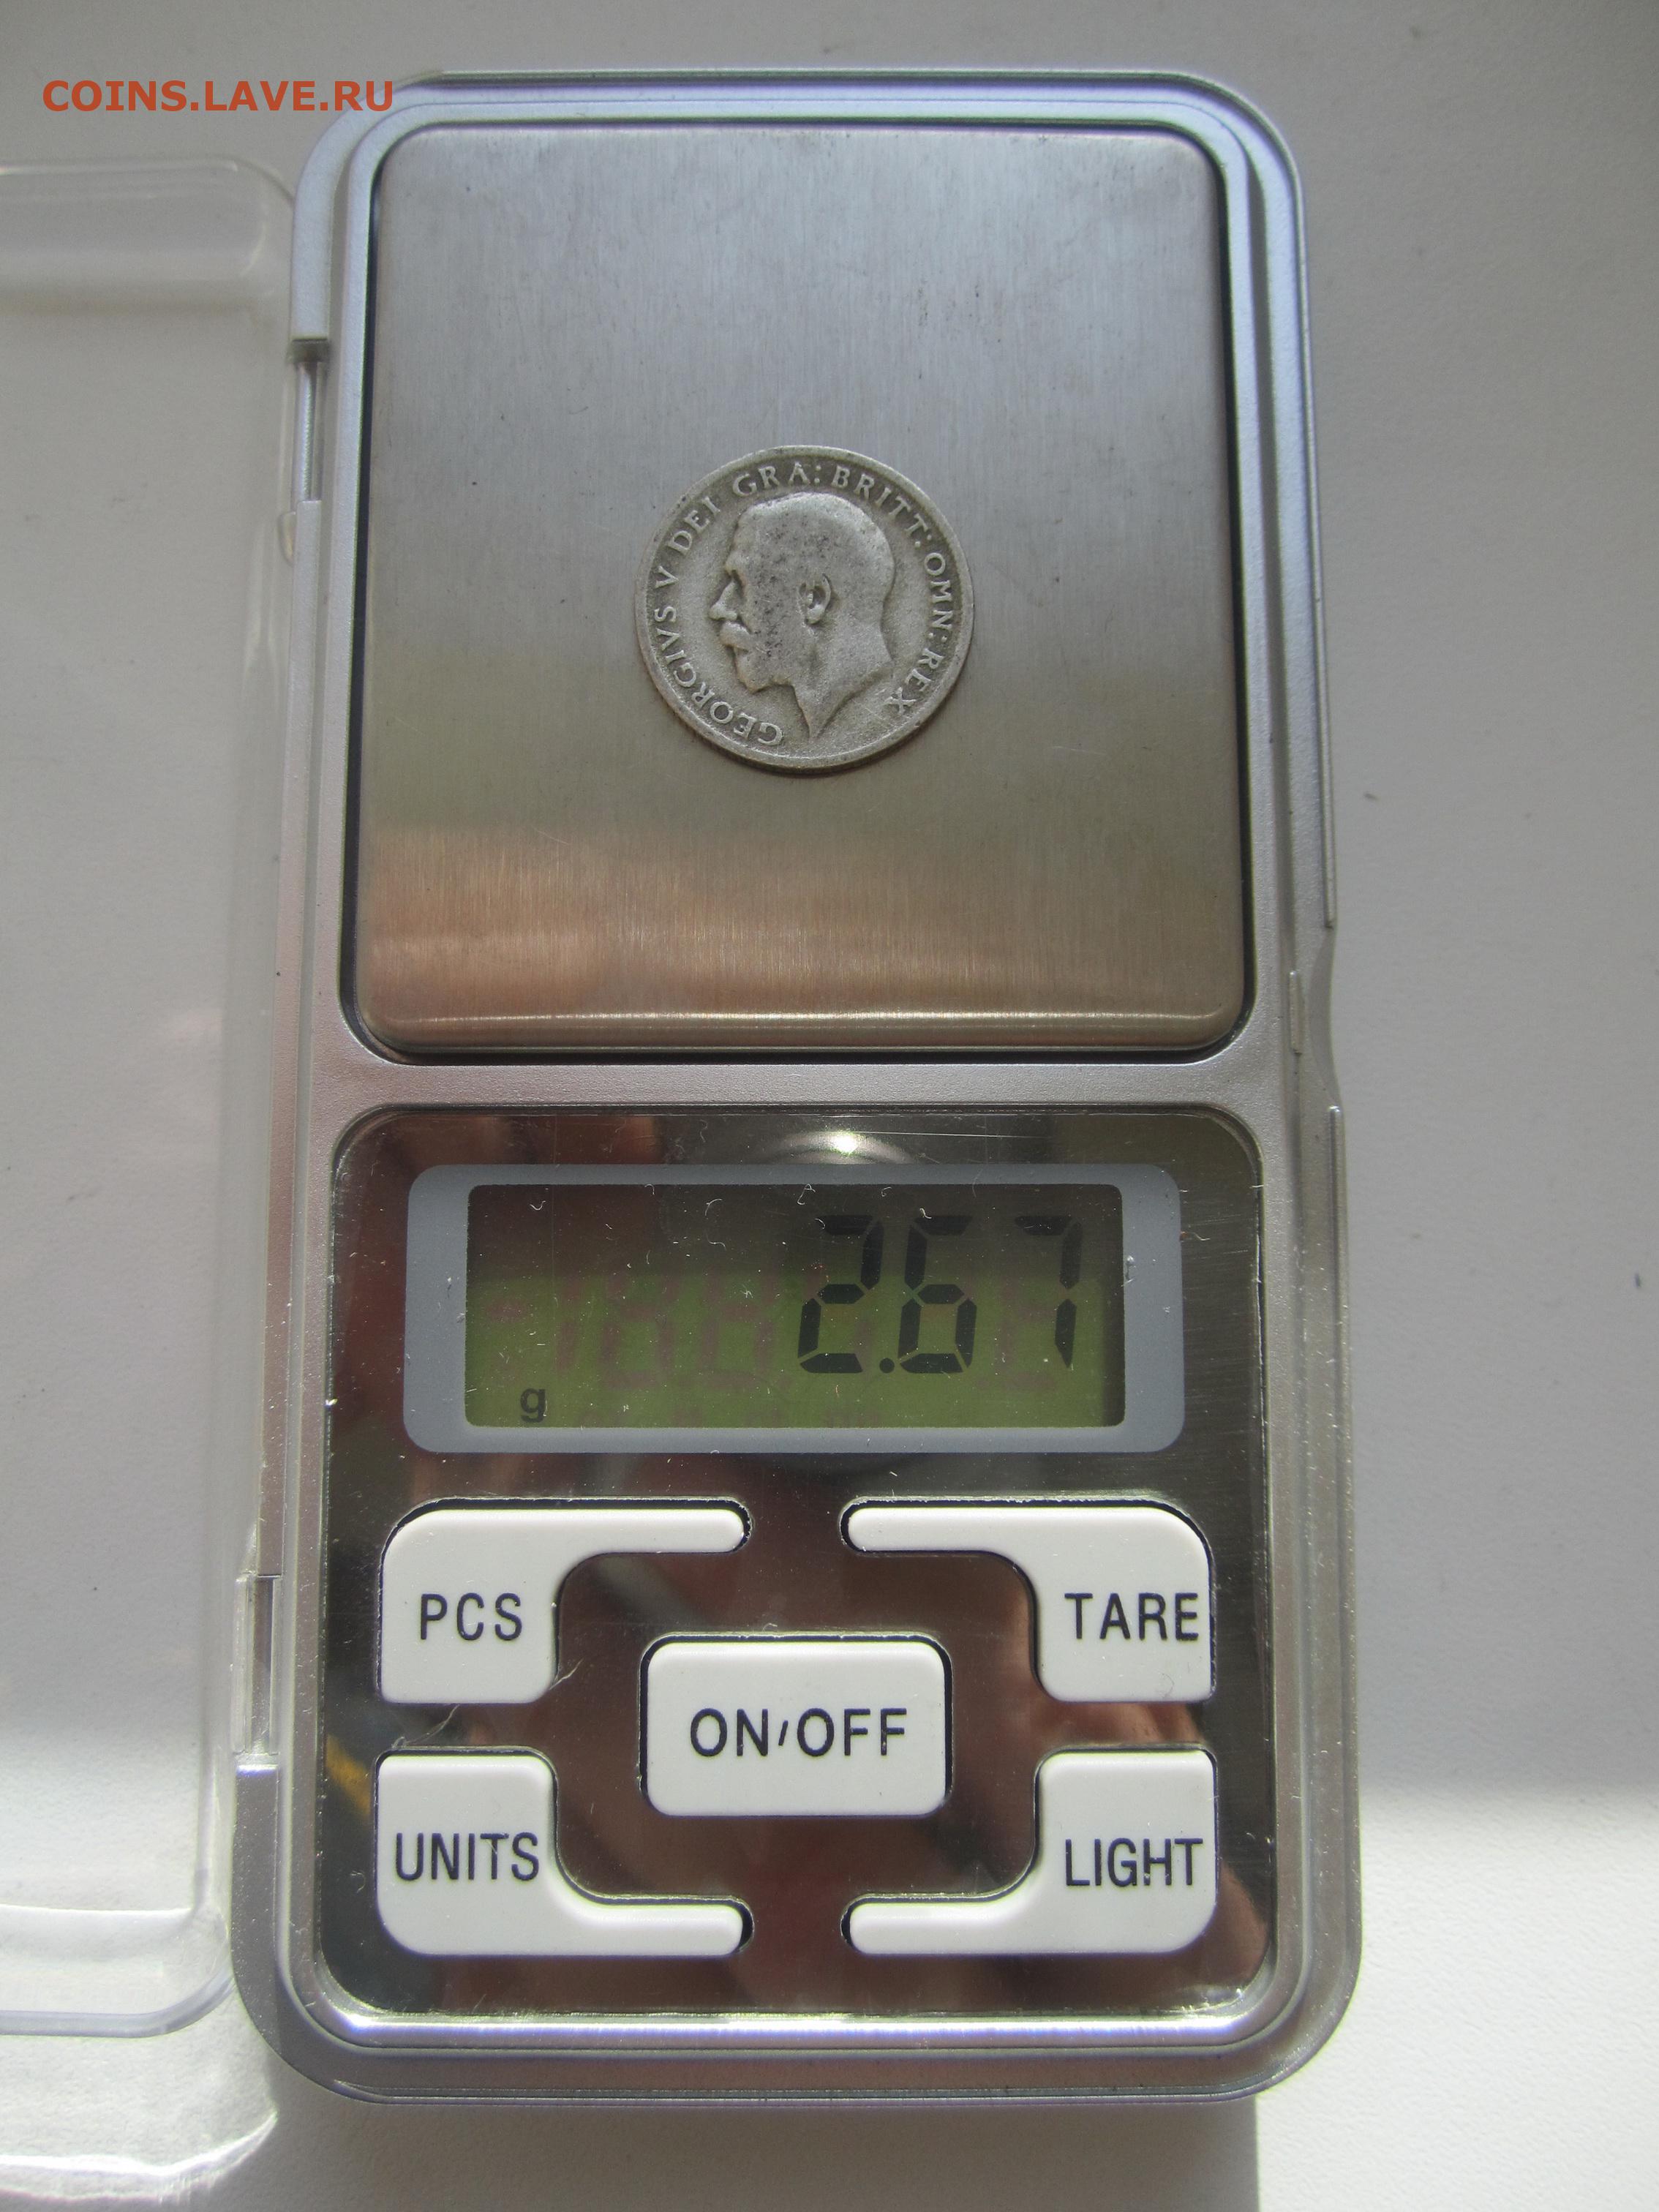 COINS.LAVE.RU
GEORGIVS V DEI GRA: BRITT: OMN: REX
2.67
g
PCS
TARE
ON/OFF
UNITS
LIGHT